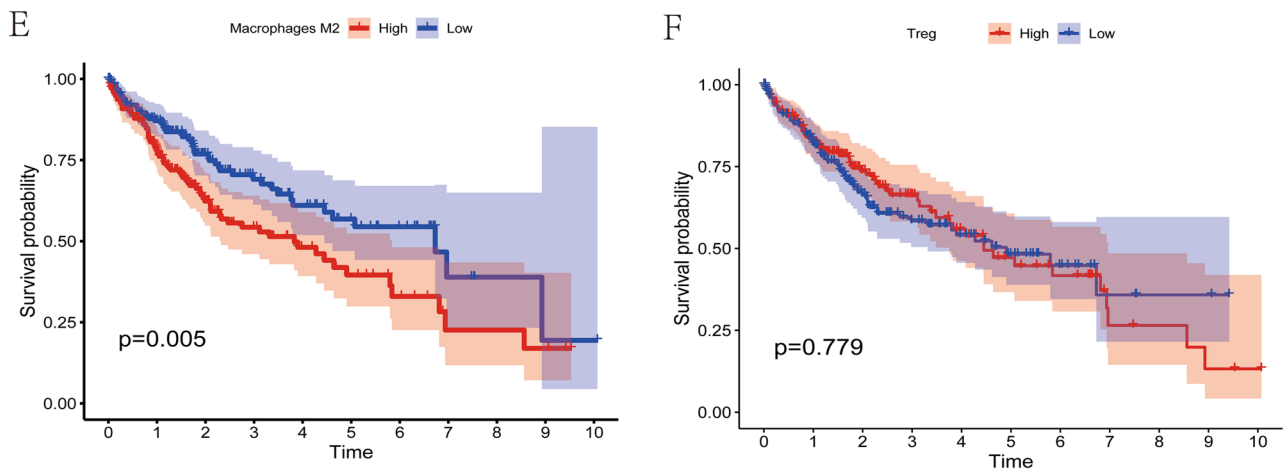 E
Macrophages M2 High Low
Survival probability
1.00
0.75
0.50
0.25
0.00
p=0.005
0 1 2 3 4 5 6 7 8 9 10
Time
F
Treg High Low
Survival probability
1.00
0.75
0.50
0.25
0.00
p=0.779
0 1 2 3 4 5 6 7 8 9 10
Time